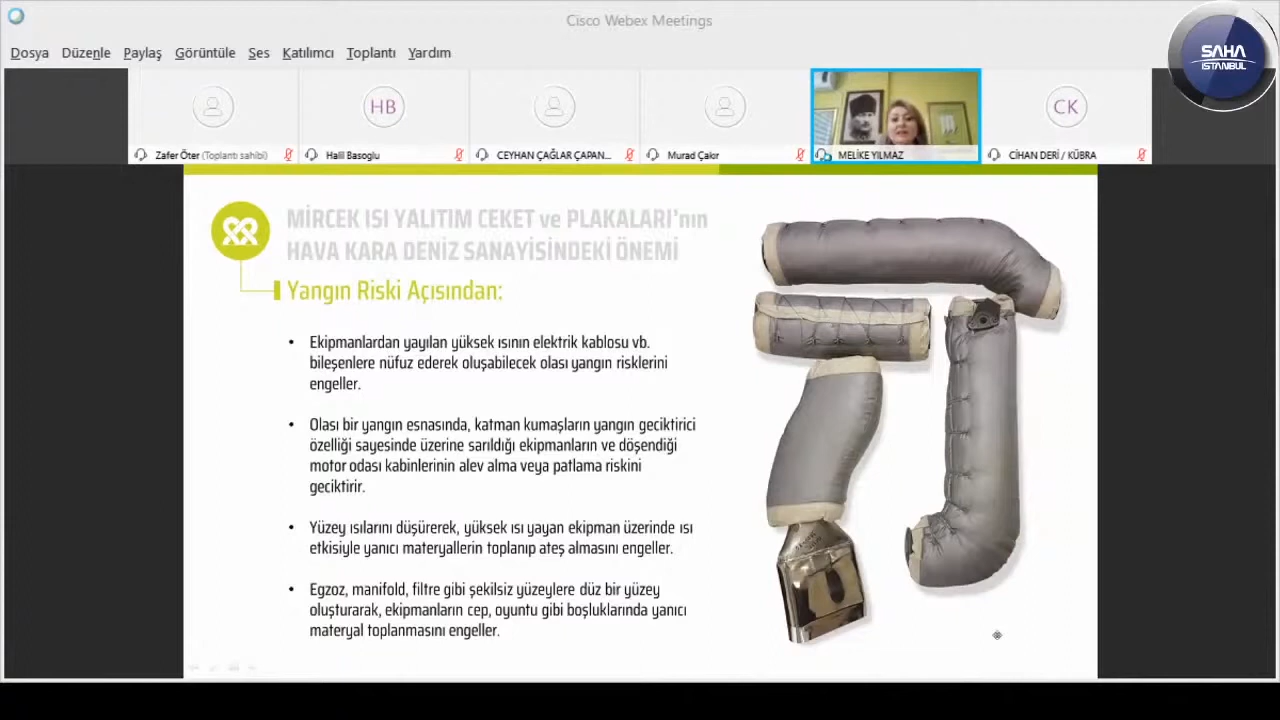 Cisco Webex Meetings
SAHA
İSTANBUL
Dosya Düzenle Paylaş Görüntüle Ses Katılımcı Toplantı Yardım
HB
CK
Zafer Öter (Toplantı sahibi)
Halil Basoglu
CEYHAN ÇAĞLAR ÇAPAN...
Murad Çakır
MELİKE YILMAZ
CİHAN DERİ / KÜBRA
MİRCEK ISI YALITIM CEKET ve PLAKALARI'nın
HAVA KARA DENİZ SANAYİSİNDEKİ ÖNEMİ
Yangın Riski Açısından:
• Ekipmanlardan yayılan yüksek ısının elektrik kablosu vb.
bileşenlere nüfuz ederek oluşabilecek olası yangın risklerini
engeller.
• Olası bir yangın esnasında, katman kumaşların yangın geciktirici
özelliği sayesinde üzerine sarıldığı ekipmanların ve döşendiği
motor odası kabinlerinin alev alma veya patlama riskini
geciktirir.
• Yüzey ısılarını düşürerek, yüksek ısı yayan ekipman üzerinde ısı
etkisiyle yanıcı materyallerin toplanıp ateş almasını engeller.
• Egzoz, manifold, filtre gibi şekilsiz yüzeylere düz bir yüzey
oluşturarak, ekipmanların cep, oyuntu gibi boşluklarında yanıcı
materyal toplanmasını engeller.